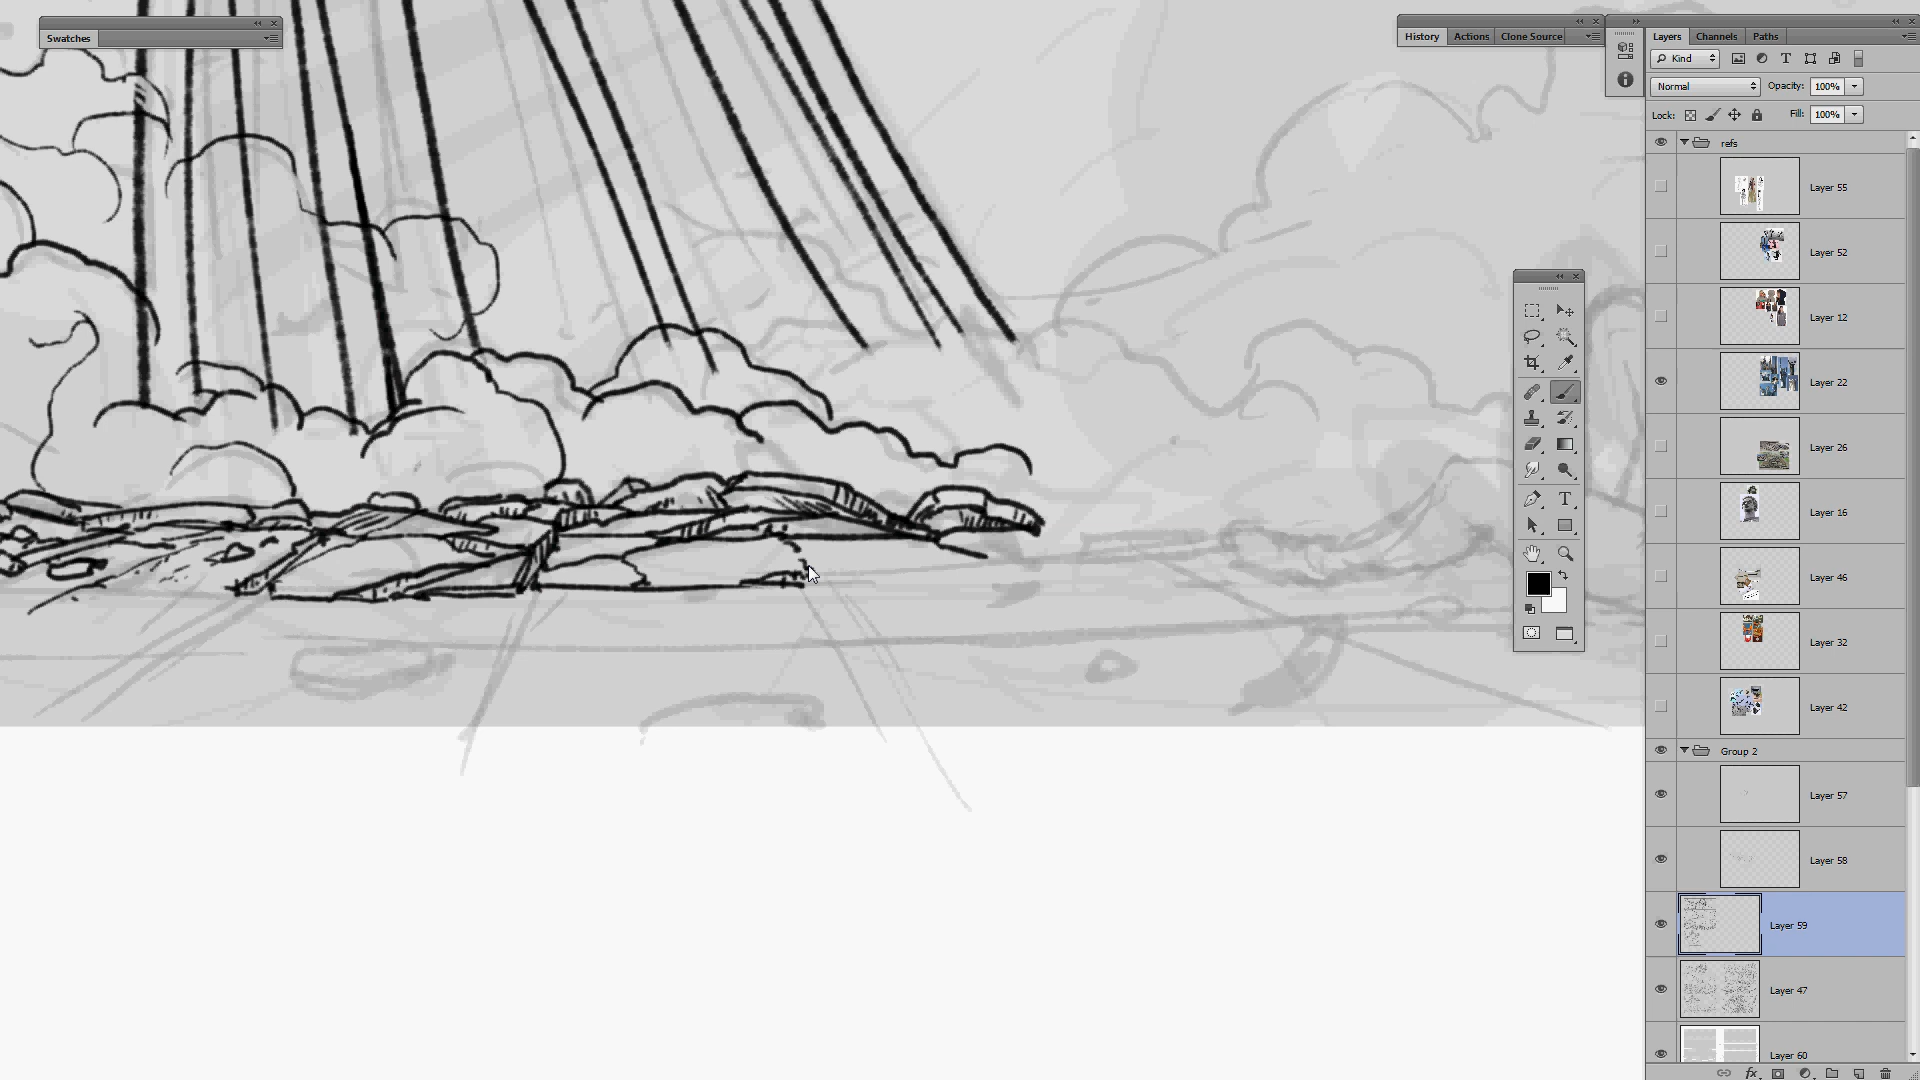 Swatches
History Actions Clone Source
Layers Channels Paths
Kind
Normal Opacity: 100%
Lock: Fill: 100%
refs
Layer 55
Layer 52
Layer 12
Layer 22
Layer 26
Layer 16
Layer 46
Layer 32
Layer 42
Group 2
Layer 57
Layer 58
Layer 59
Layer 47
Layer 60
T
T
fx